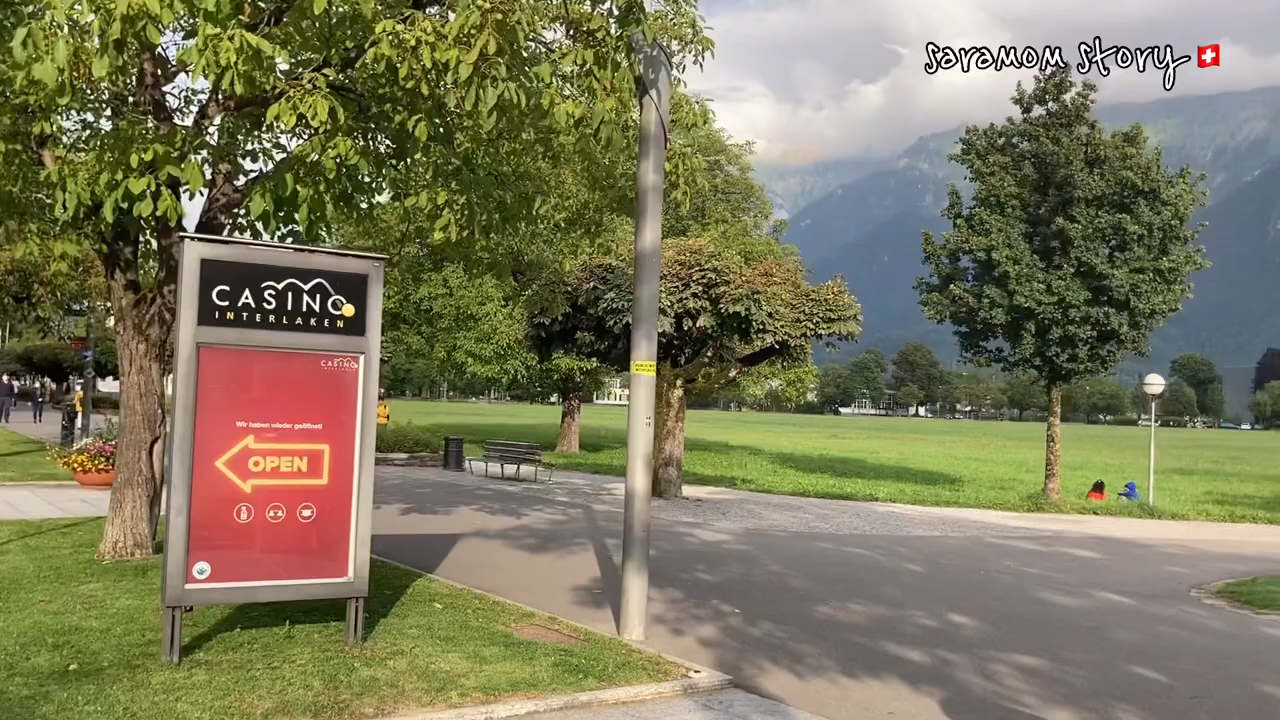 saramom story
CASINO
INTERLAKEN
CASINO
Wir haben wieder geöffnet!
OPEN